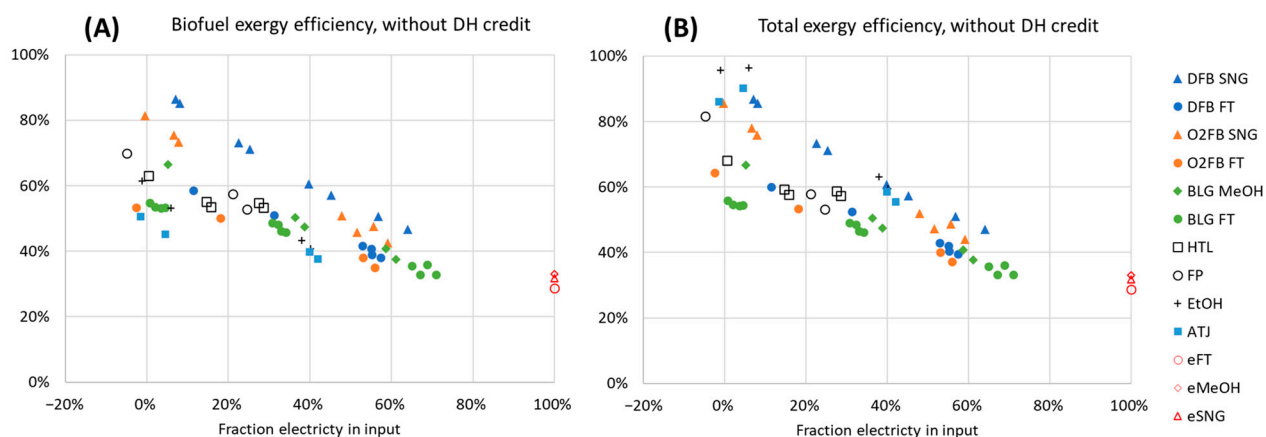 (A) Biofuel exergy efficiency, without DH credit
100%
80%
60%
40%
20%
0%
−20% 0% 20% 40% 60% 80% 100%
Fraction electricty in input
(B) Total exergy efficiency, without DH credit
100%
80%
60%
40%
20%
0%
−20% 0% 20% 40% 60% 80% 100%
Fraction electricty in input
DFB SNG
DFB FT
O2FB SNG
O2FB FT
BLG MeOH
BLG FT
HTL
FP
EtOH
ATJ
eFT
eMeOH
eSNG